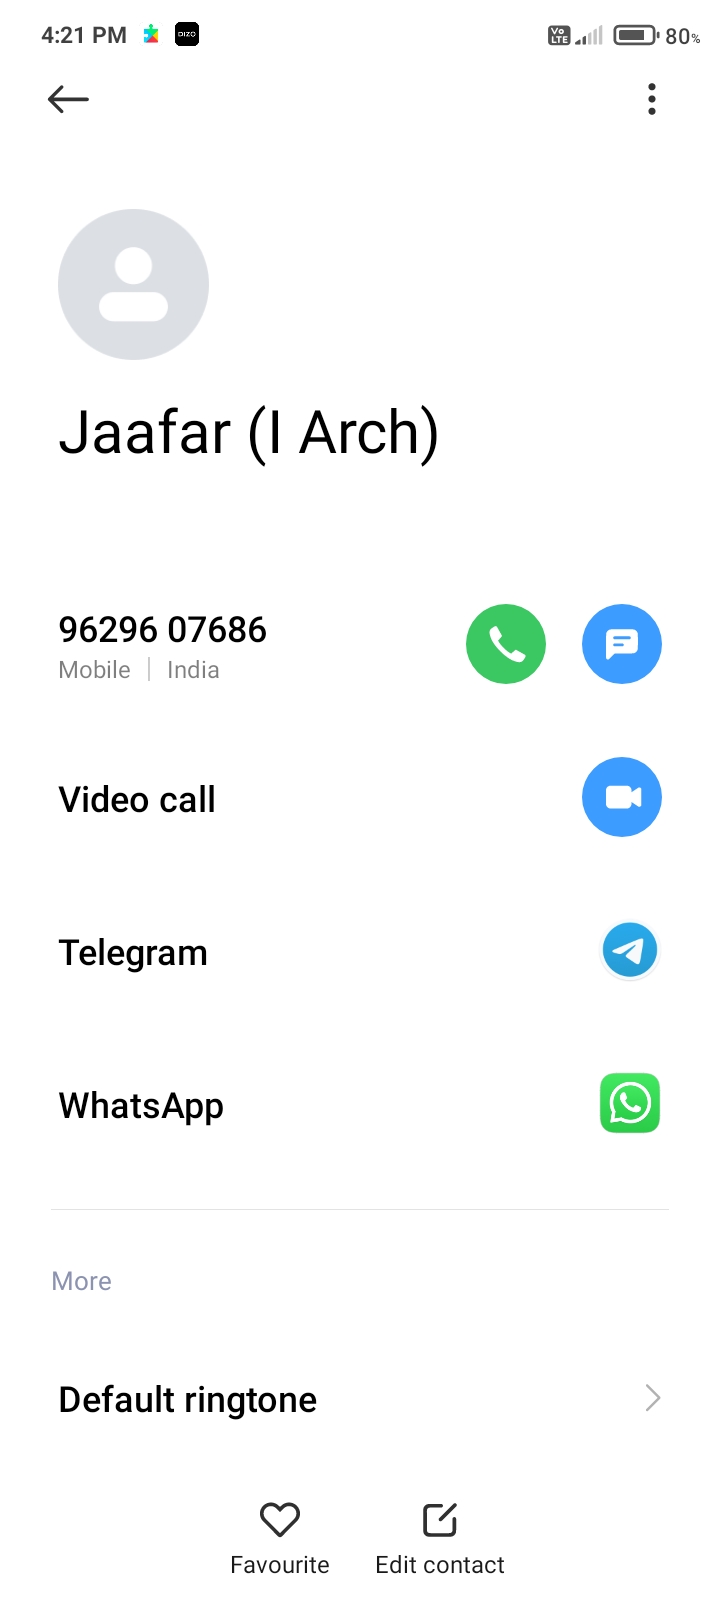 4:21 PM DIZO Vo LTE 80%
Jaafar (I Arch)
96296 07686
Mobile India
Video call
Telegram
WhatsApp
More
Default ringtone
Favourite Edit contact